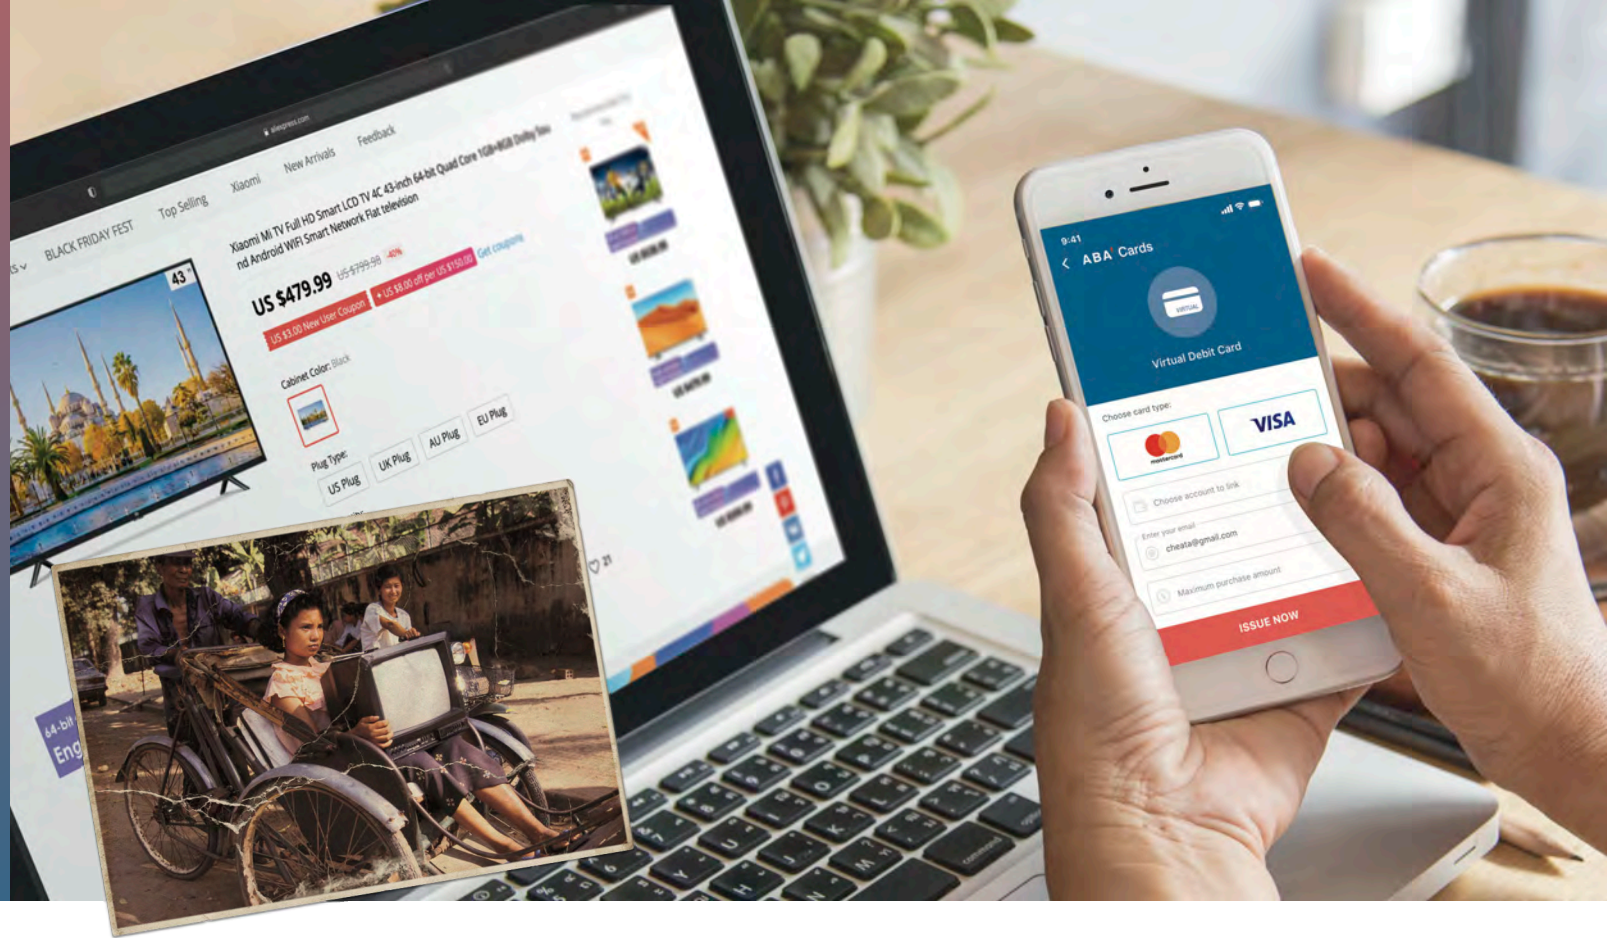 aliexpress.com
BLACK FRIDAY FEST
Top Selling
Xiaomi
New Arrivals
Feedback
43"
Xiaomi Mi TV Full HD Smart LCD TV 4C 43-inch 64-bit Quad Core 1GB+8GB Dolby Sou
nd Android WIFI Smart Network Flat television
US $479.99 US $799.98 -40%
US $3.00 New User Coupon + US $8.00 off per US $150.00 Get coupons
Cabinet Color: Black
Plug Type:
US Plug UK Plug AU Plug EU Plug
21
64-bit
Eng
9:41
ABA' Cards
VIRTUAL
Virtual Debit Card
Choose card type:
mastercard
VISA
Choose account to link
Enter your email
cheata@gmail.com
Maximum purchase amount
ISSUE NOW
option
command